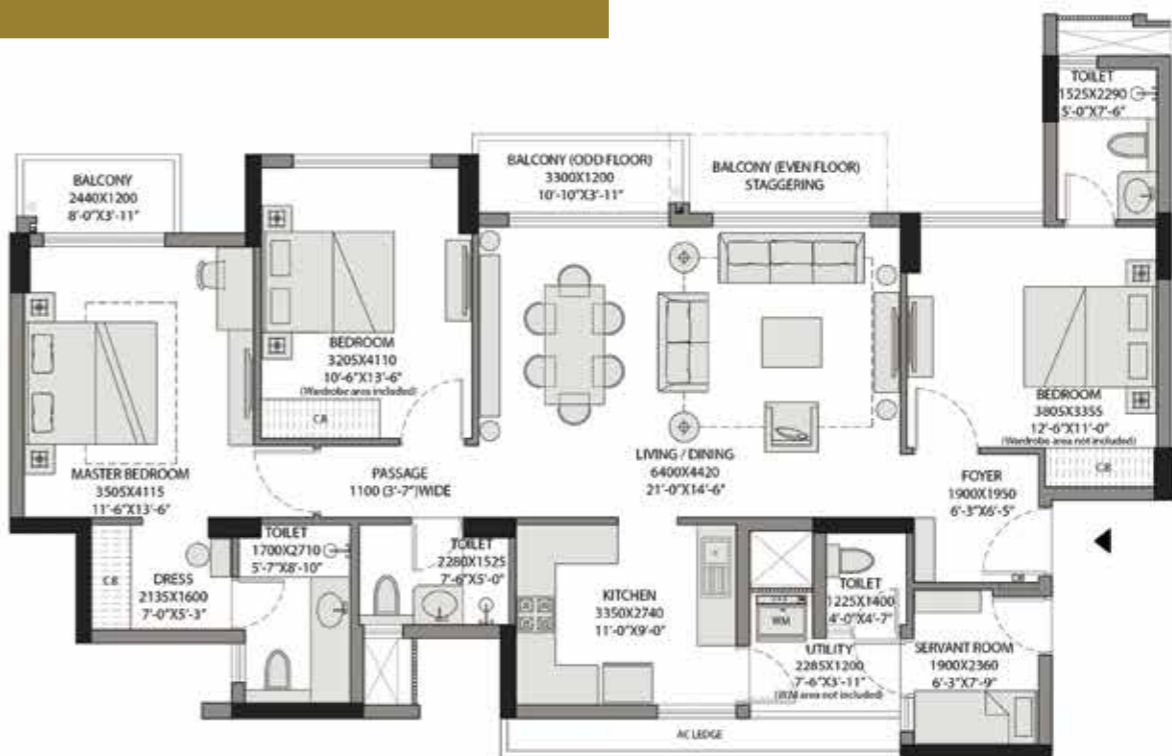 TOILET
1525X2290
5'-0"X7'-6"
BALCONY
2440X1200
8'-0"X3'-11"
BALCONY (ODD FLOOR)
3300X1200
10'-10"X3'-11"
BALCONY (EVEN FLOOR)
STAGGERING
BEDROOM
3205X4110
10'-6"X13'-6"
(Wardrobe area included)
CB
BEDROOM
3805X3355
12'-6"X11'-0"
(Wardrobe area not included)
CB
MASTER BEDROOM
3505X4115
11'-6"X13'-6"
PASSAGE
1100 (3'-7")WIDE
LIVING / DINING
6400X4420
21'-0"X14'-6"
FOYER
1900X1950
6'-3"X6'-5"
TOILET
1700X2710
5'-7"X8'-10"
TOILET
2280X1525
7'-6"X5'-0"
CB
DRESS
2135X1600
7'-0"X5'-3"
KITCHEN
3350X2740
11'-0"X9'-0"
WM
TOILET
1225X1400
4'-0"X4'-7"
UTILITY
2285X1200
7'-6"X3'-11"
(WM area not included)
SERVANT ROOM
1900X2360
6'-3"X7'-9"
AC LEDGE